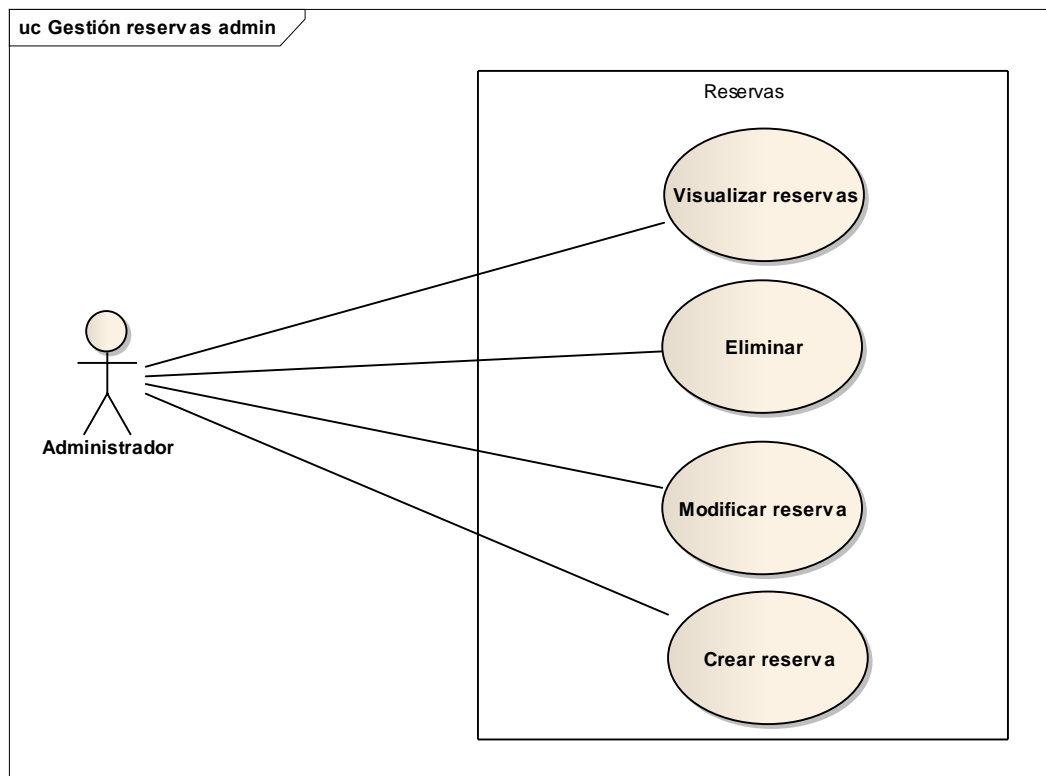 uc Gestión reservas admin
Reservas
Visualizar reservas
Eliminar
Administrador
Modificar reserva
Crear reserva